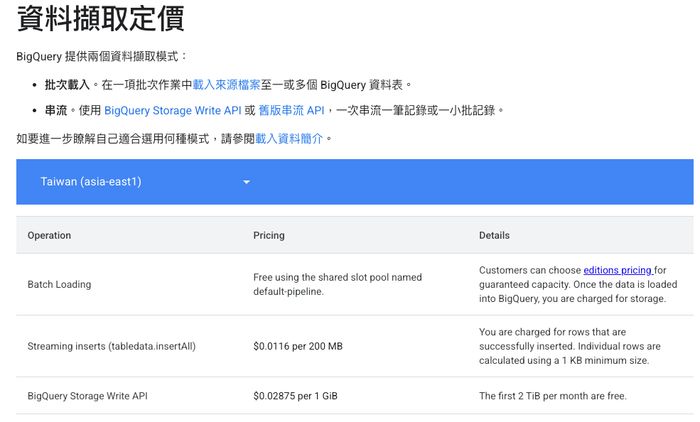 資料擷取定價
BigQuery 提供兩個資料擷取模式：
• 批次載入。在一項批次作業中載入來源檔案至一或多個 BigQuery 資料表。
• 串流。使用 BigQuery Storage Write API 或 舊版串流 API，一次串流一筆記錄或一小批記錄。
如要進一步瞭解自己適合選用何種模式，請參閱載入資料簡介。
Taiwan (asia-east1)
Operation Pricing Details
Batch Loading
Free using the shared slot pool named
default-pipeline.
Customers can choose editions pricing for
guaranteed capacity. Once the data is loaded
into BigQuery, you are charged for storage.
Streaming inserts (tabledata.insertAll)
$0.0116 per 200 MB
You are charged for rows that are
successfully inserted. Individual rows are
calculated using a 1 KB minimum size.
BigQuery Storage Write API
$0.02875 per 1 GiB
The first 2 TiB per month are free.